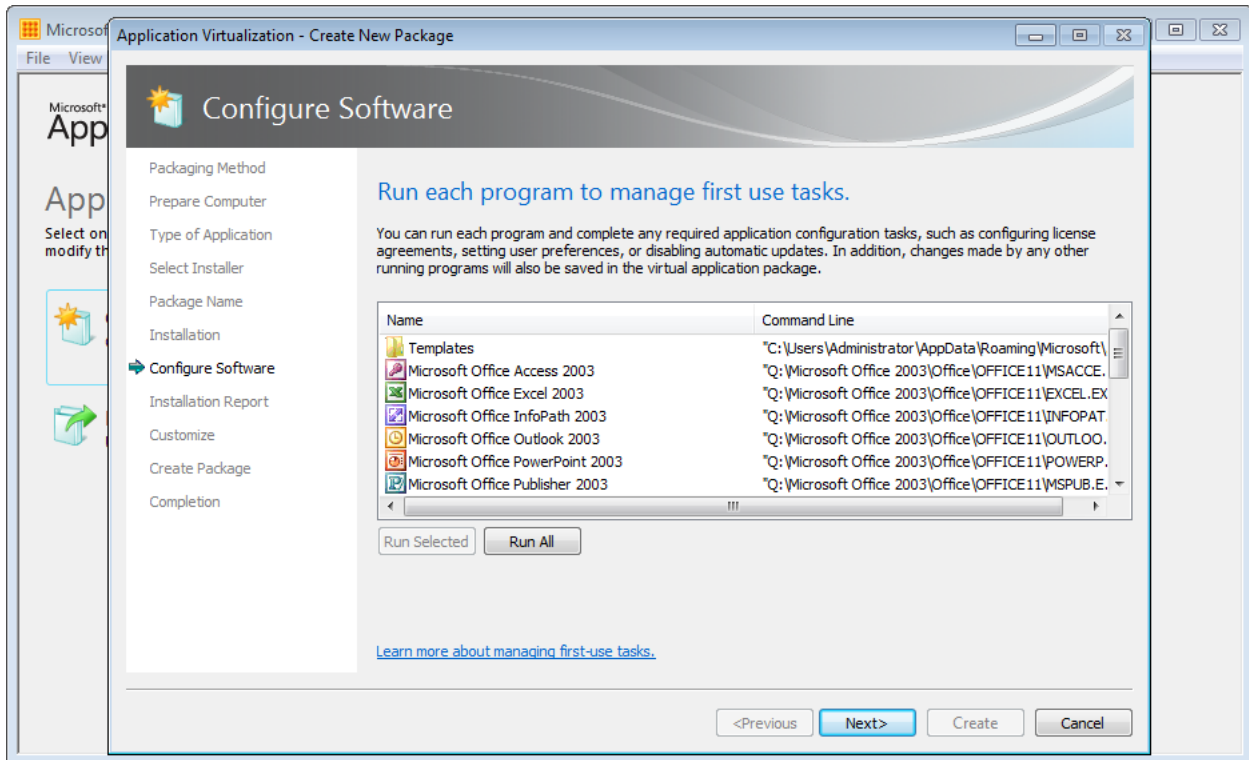 Microsof
Application Virtualization - Create New Package
File View
Microsoft®
App
Configure Software
App
Select on
modify th
Packaging Method
Prepare Computer
Type of Application
Select Installer
Package Name
Installation
Configure Software
Installation Report
Customize
Create Package
Completion
Run each program to manage first use tasks.
You can run each program and complete any required application configuration tasks, such as configuring license
agreements, setting user preferences, or disabling automatic updates. In addition, changes made by any other
running programs will also be saved in the virtual application package.
Name Command Line
Templates "C:\Users\Administrator\AppData\Roaming\Microsoft\
Microsoft Office Access 2003 "Q:\Microsoft Office 2003\Office\OFFICE11\MSACCE.
Microsoft Office Excel 2003 "Q:\Microsoft Office 2003\Office\OFFICE11\EXCEL.EX
Microsoft Office InfoPath 2003 "Q:\Microsoft Office 2003\Office\OFFICE11\INFOPAT.
Microsoft Office Outlook 2003 "Q:\Microsoft Office 2003\Office\OFFICE11\OUTLOO.
Microsoft Office PowerPoint 2003 "Q:\Microsoft Office 2003\Office\OFFICE11\POWERP.
Microsoft Office Publisher 2003 "Q:\Microsoft Office 2003\Office\OFFICE11\MSPUB.E.
Run Selected Run All
Learn more about managing first-use tasks.
<Previous Next> Create Cancel